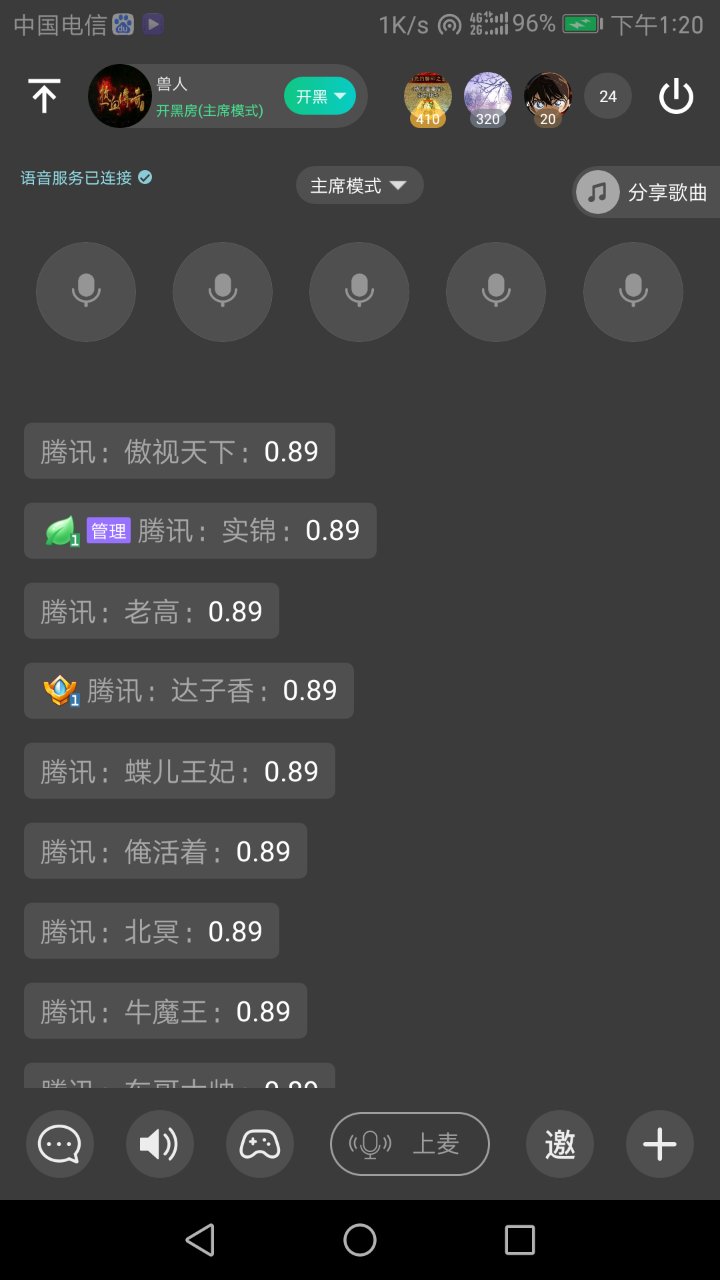 中国电信 1K/s 4G 2G 96% 下午1:20
兽人
开黑房(主席模式)
开黑
410 320 20 24
语音服务已连接
主席模式
分享歌曲
腾讯：傲视天下：0.89
1 管理 腾讯：实锦：0.89
腾讯：老高：0.89
1 腾讯：达子香：0.89
腾讯：蝶儿王妃：0.89
腾讯：俺活着：0.89
腾讯：北冥：0.89
腾讯：牛魔王：0.89
上麦
邀